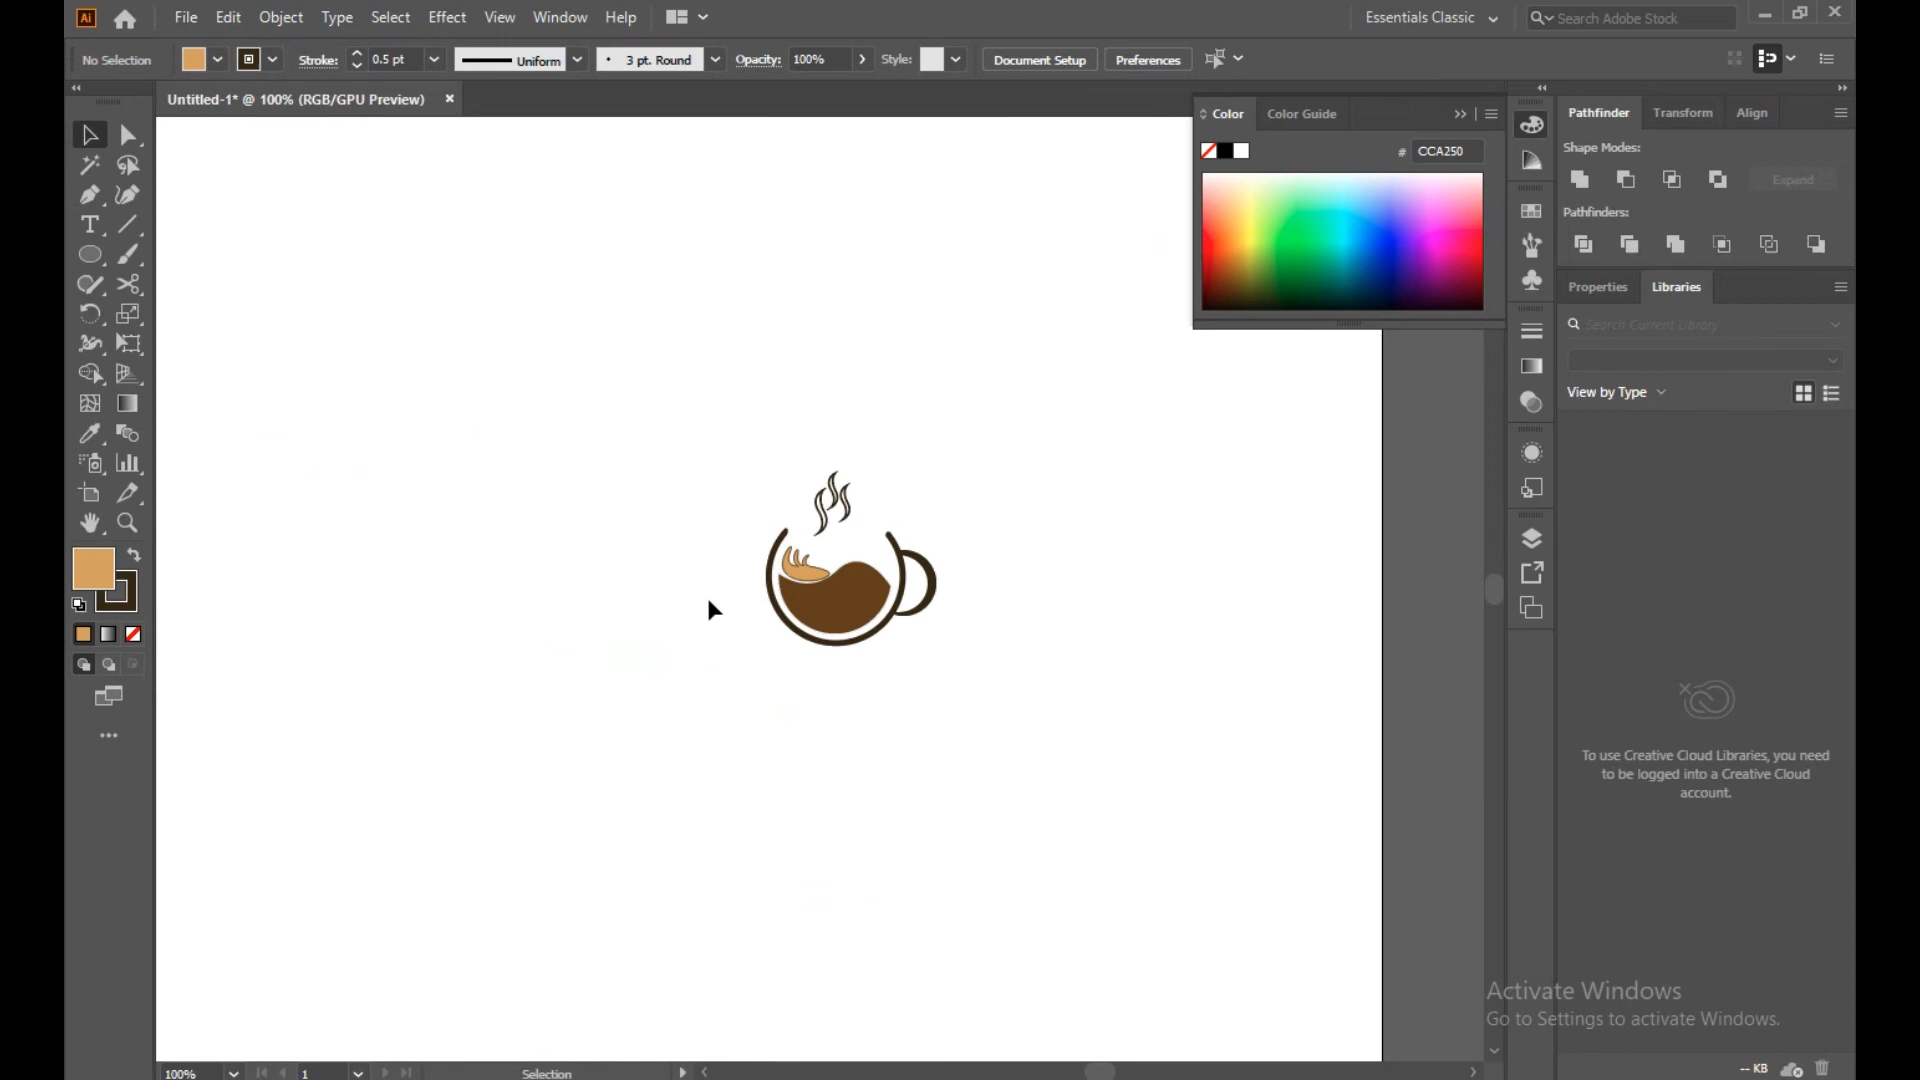 Ai File Edit Object Type Select Effect View Window Help Essentials Classic Search Adobe Stock
No Selection Stroke: 0.5 pt Uniform 3 pt. Round Opacity: 100% Style: Document Setup Preferences
Untitled-1* @ 100% (RGB/GPU Preview)
Color Color Guide
# CCA250
Pathfinder Transform Align
Shape Modes:
Expand
Pathfinders:
Properties Libraries
Search Current Library
View by Type
To use Creative Cloud Libraries, you need
to be logged into a Creative Cloud
account.
Activate Windows
Go to Settings to activate Windows.
-- KB
100% 1 Selection